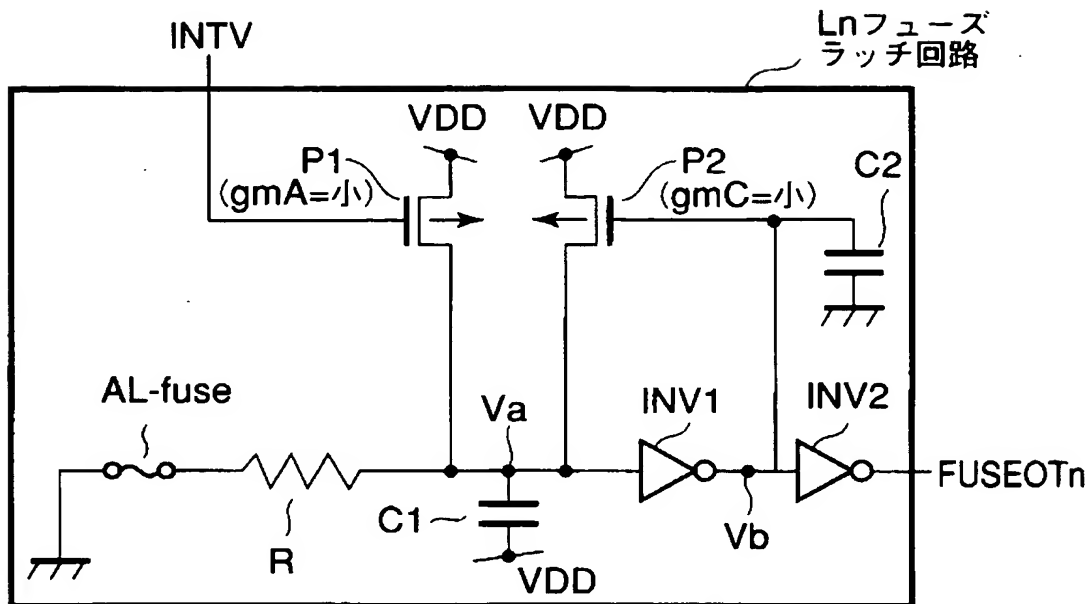 Lnフューズ
ラッチ回路
INTV
VDD
VDD
P1
(gmA=小)
P2
(gmC=小)
C2
AL-fuse
R
Va
C1
VDD
INV1
Vb
INV2
FUSEOTn